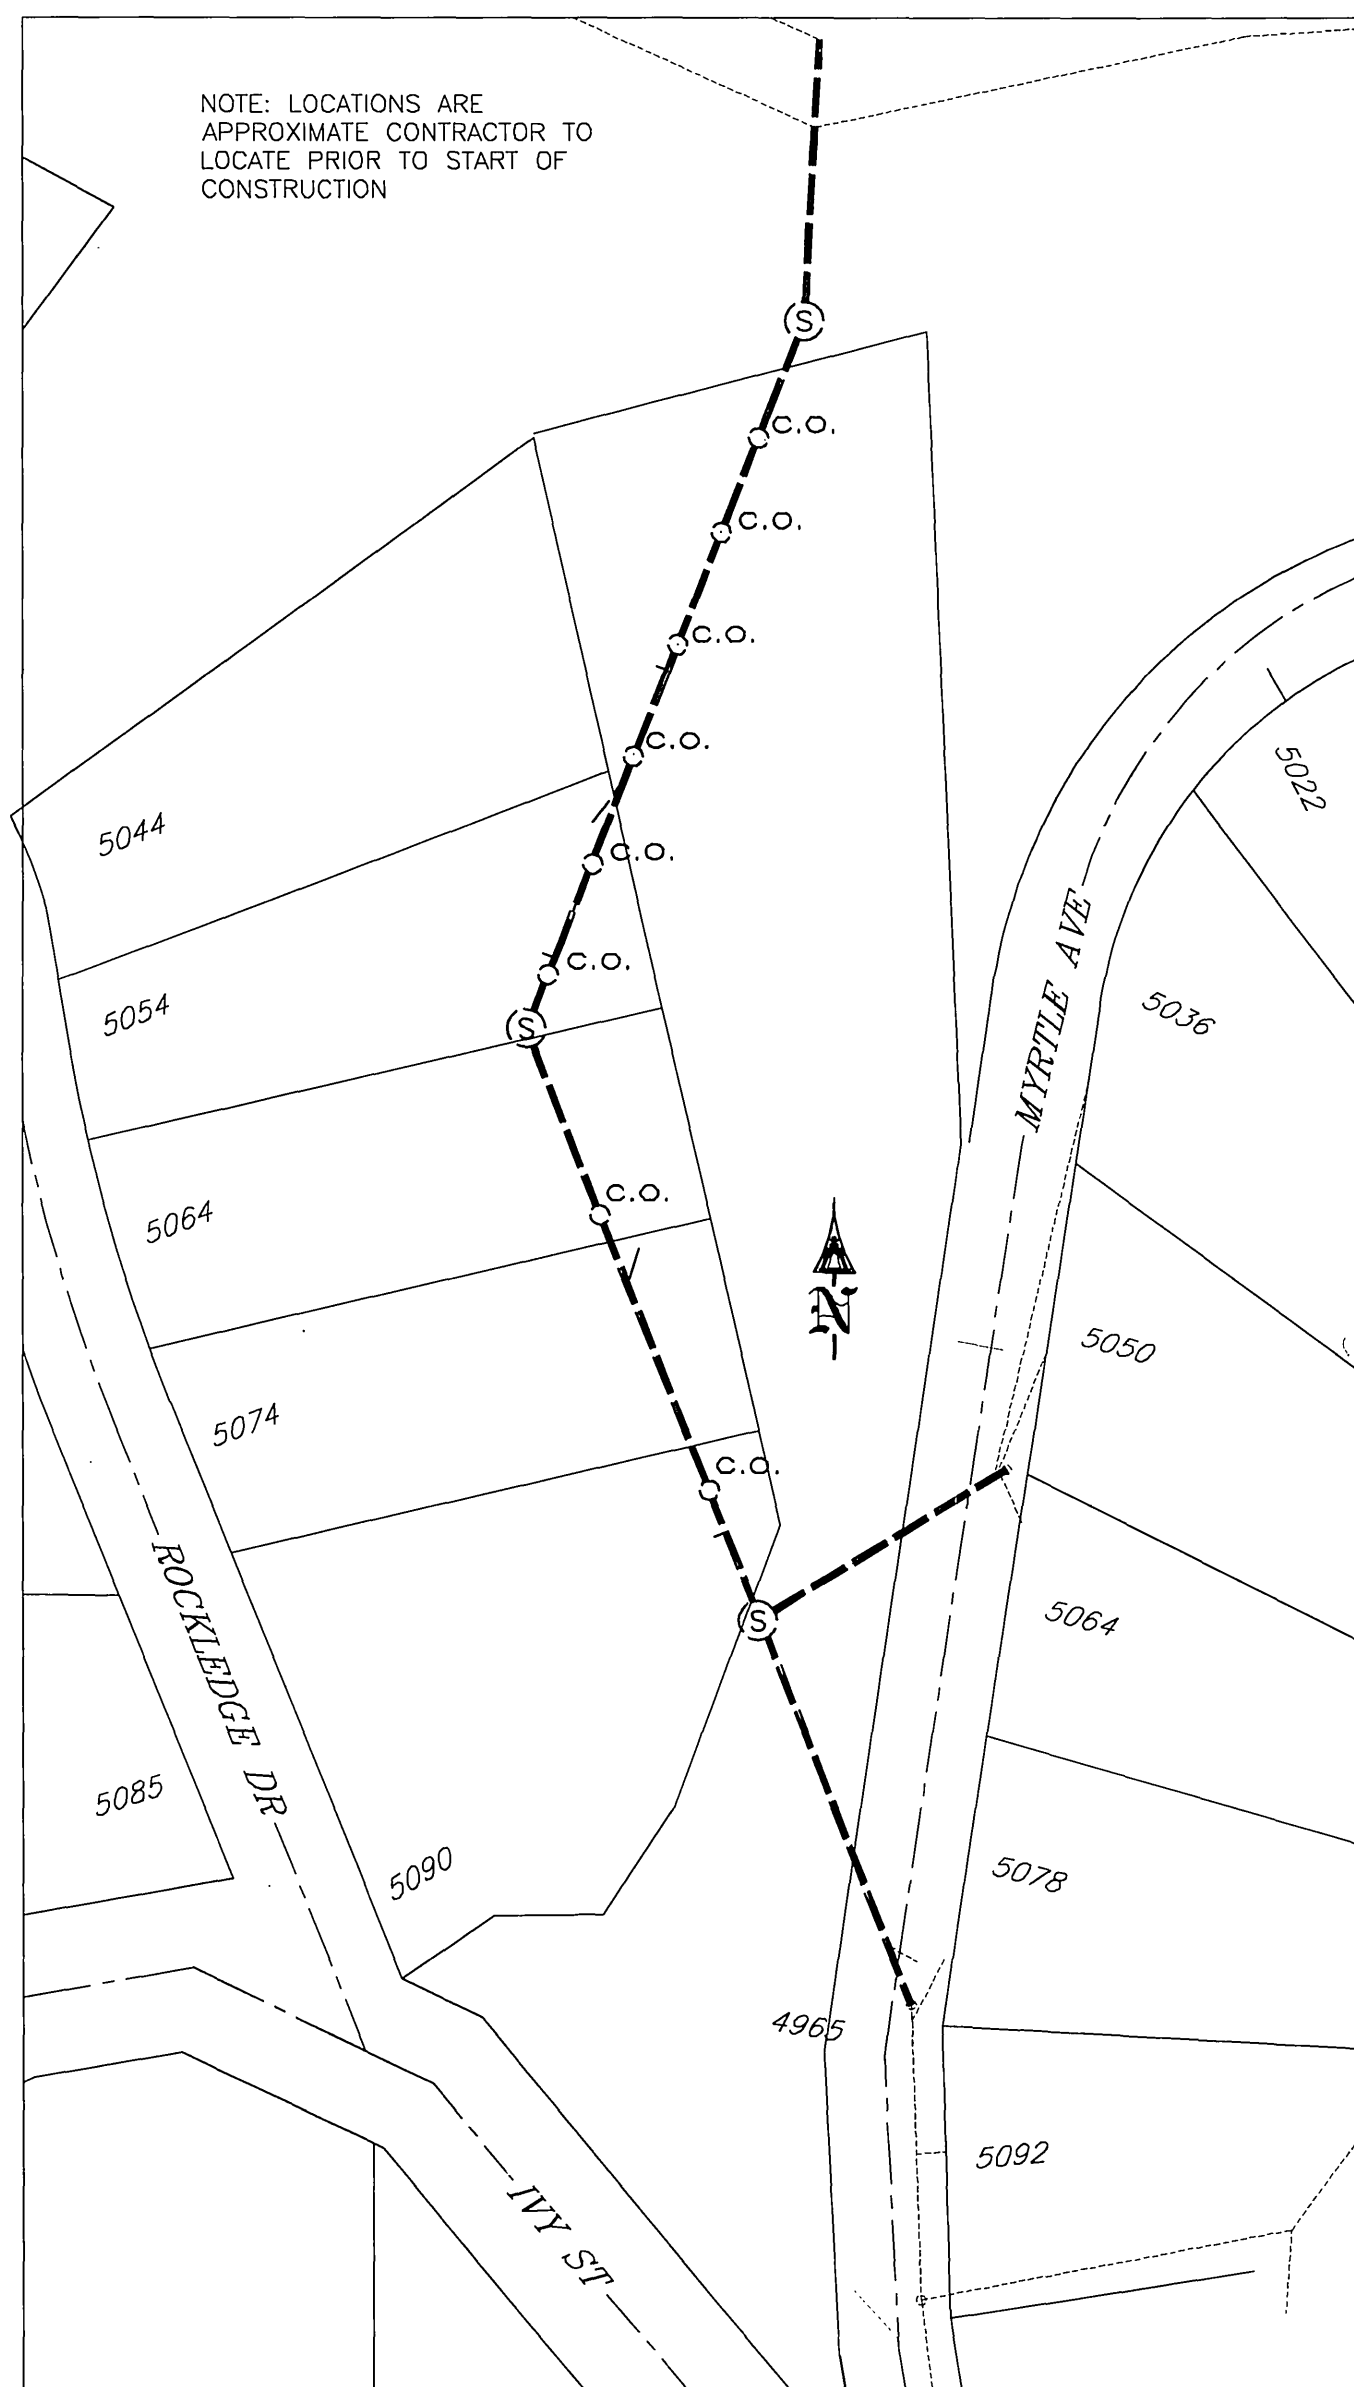 NOTE: LOCATIONS ARE
APPROXIMATE CONTRACTOR TO
LOCATE PRIOR TO START OF
CONSTRUCTION
S
C.O.
C.O.
C.O.
C.O.
5022
5044
C.O.
MYRTLE AVE
C.O.
5054
5036
S
C.O.
5064
N
5050
5074
C.O.
ROCKLEDGE DR
S
5064
5085
5090
5078
4965
5092
IVY ST